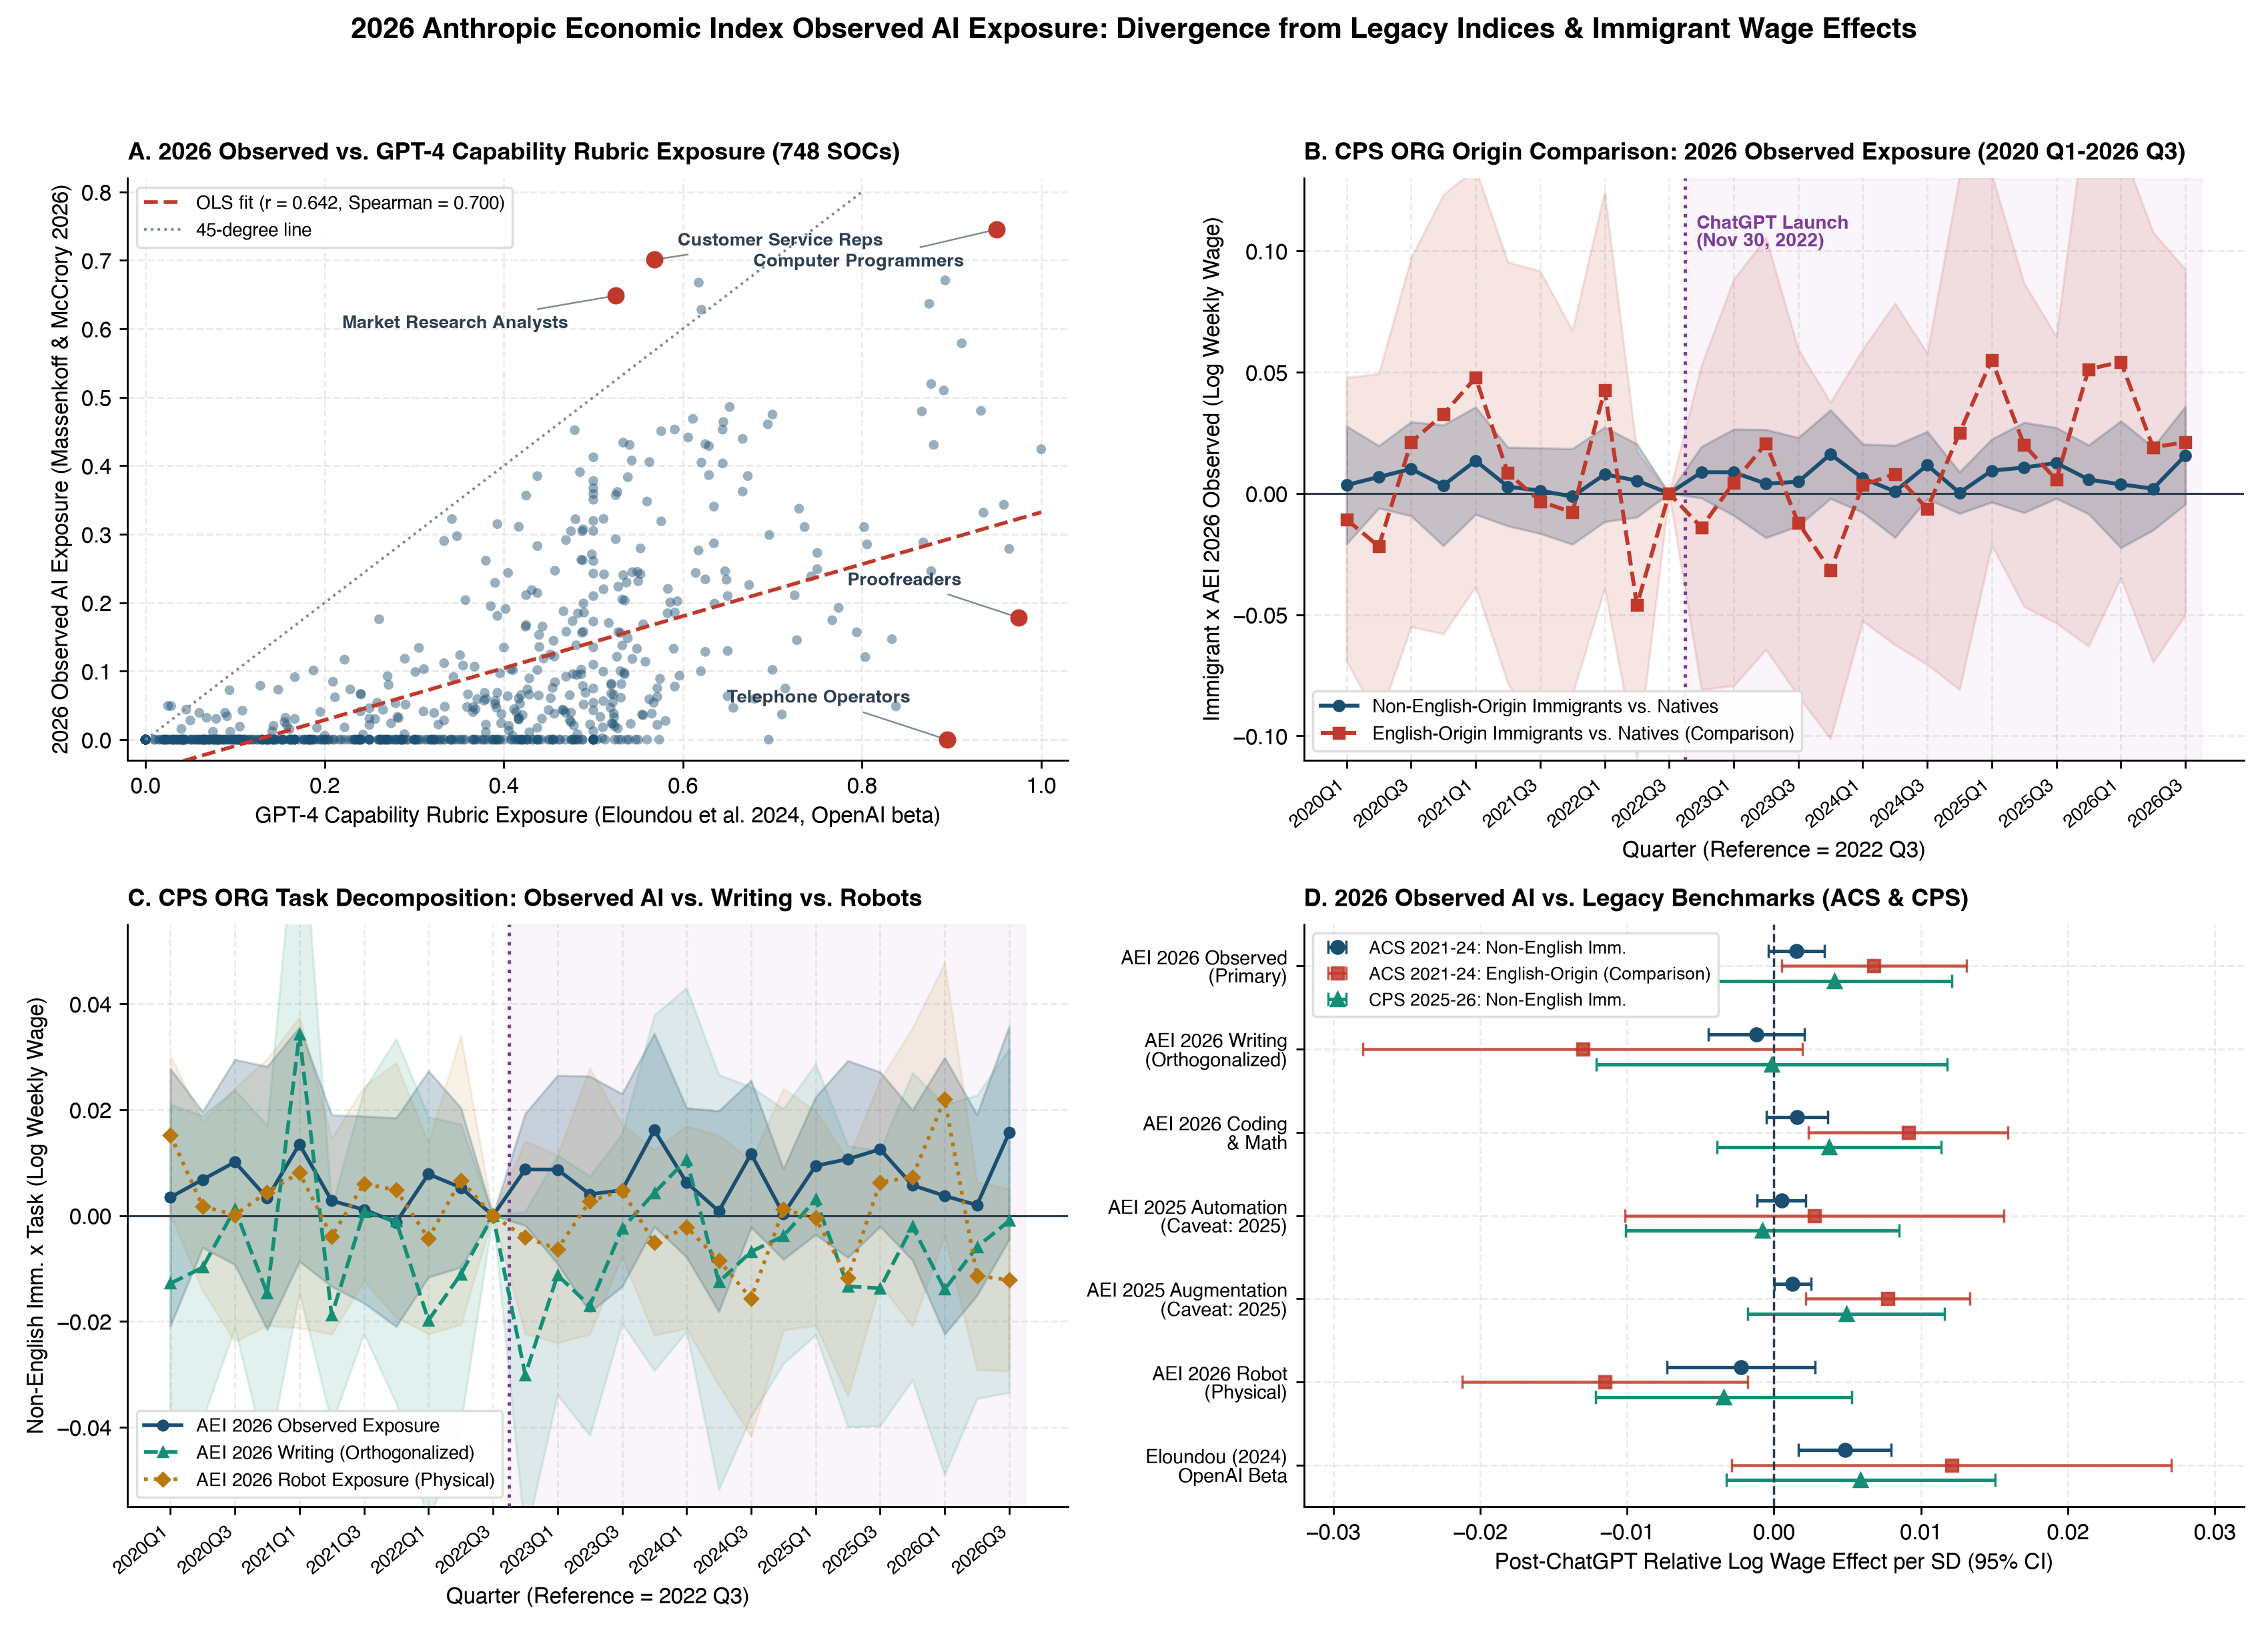 2026 Anthropic Economic Index Observed AI Exposure: Divergence from Legacy Indices & Immigrant Wage Effects
A. 2026 Observed vs. GPT-4 Capability Rubric Exposure (748 SOCs)
2026 Observed AI Exposure (Massenkoff & McCrory 2026)
0.8
0.7
0.6
0.5
0.4
0.3
0.2
0.1
0.0
OLS fit (r = 0.642, Spearman = 0.700)
45-degree line
Customer Service Reps
Computer Programmers
Market Research Analysts
Proofreaders
Telephone Operators
0.0
0.2
0.4
0.6
0.8
1.0
GPT-4 Capability Rubric Exposure (Eloundou et al. 2024, OpenAI beta)
B. CPS ORG Origin Comparison: 2026 Observed Exposure (2020 Q1-2026 Q3)
Immigrant x AEI 2026 Observed (Log Weekly Wage)
0.10
0.05
0.00
−0.05
−0.10
ChatGPT Launch
(Nov 30, 2022)
Non-English-Origin Immigrants vs. Natives
English-Origin Immigrants vs. Natives (Comparison)
2020Q1
2020Q3
2021Q1
2021Q3
2022Q1
2022Q3
2023Q1
2023Q3
2024Q1
2024Q3
2025Q1
2025Q3
2026Q1
2026Q3
Quarter (Reference = 2022 Q3)
C. CPS ORG Task Decomposition: Observed AI vs. Writing vs. Robots
Non-English Imm. x Task (Log Weekly Wage)
0.04
0.02
0.00
−0.02
−0.04
AEI 2026 Observed Exposure
AEI 2026 Writing (Orthogonalized)
AEI 2026 Robot Exposure (Physical)
2020Q1
2020Q3
2021Q1
2021Q3
2022Q1
2022Q3
2023Q1
2023Q3
2024Q1
2024Q3
2025Q1
2025Q3
2026Q1
2026Q3
Quarter (Reference = 2022 Q3)
D. 2026 Observed AI vs. Legacy Benchmarks (ACS & CPS)
ACS 2021-24: Non-English Imm.
ACS 2021-24: English-Origin (Comparison)
CPS 2025-26: Non-English Imm.
AEI 2026 Observed
(Primary)
AEI 2026 Writing
(Orthogonalized)
AEI 2026 Coding
& Math
AEI 2025 Automation
(Caveat: 2025)
AEI 2025 Augmentation
(Caveat: 2025)
AEI 2026 Robot
(Physical)
Eloundou (2024)
OpenAI Beta
−0.03
−0.02
−0.01
0.00
0.01
0.02
0.03
Post-ChatGPT Relative Log Wage Effect per SD (95% CI)